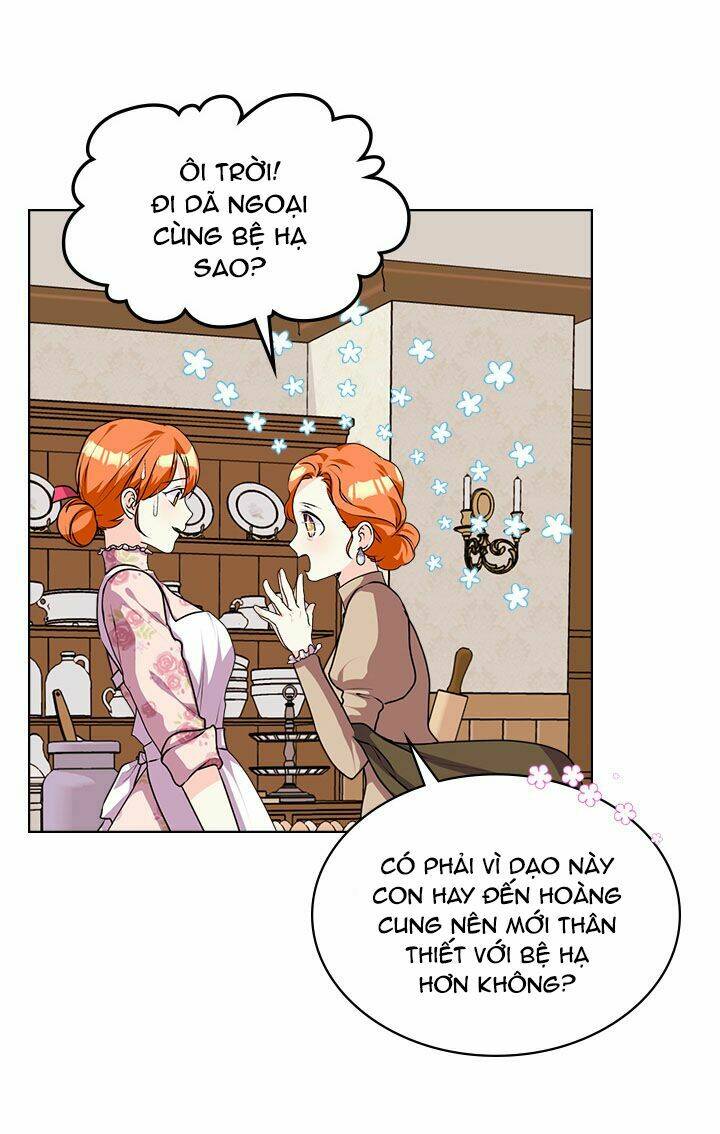 ÔI TRỜI!
ĐI DÃ NGOẠI
CÙNG BỆ HẠ
SAO?
CÓ PHẢI VÌ DẠO NÀY
CON HAY ĐẾN HOÀNG
CUNG NÊN MỚI THÂN
THIẾT VỚI BỆ HẠ
HƠN KHÔNG?